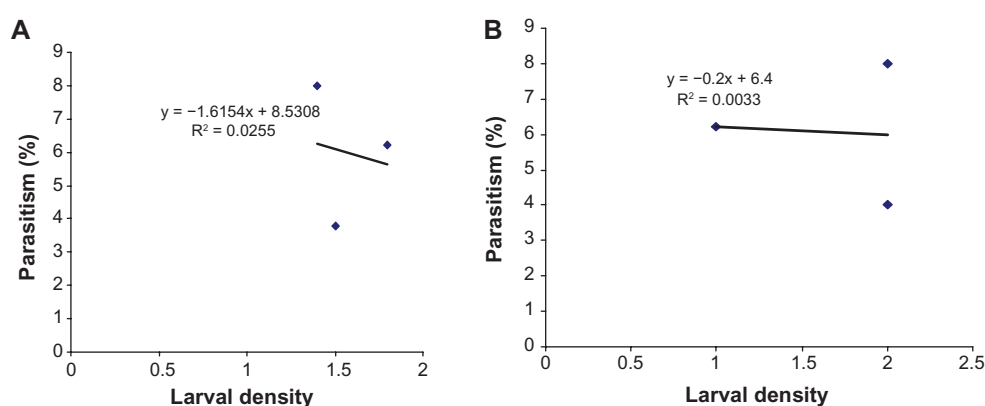 A
9
8
7
6
5
4
3
2
1
0
0 0.5 1 1.5 2
Parasitism (%)
Larval density
y = −1.6154x + 8.5308
R² = 0.0255
B
9
8
7
6
5
4
3
2
1
0
0 0.5 1 1.5 2 2.5
Parasitism (%)
Larval density
y = −0.2x + 6.4
R² = 0.0033